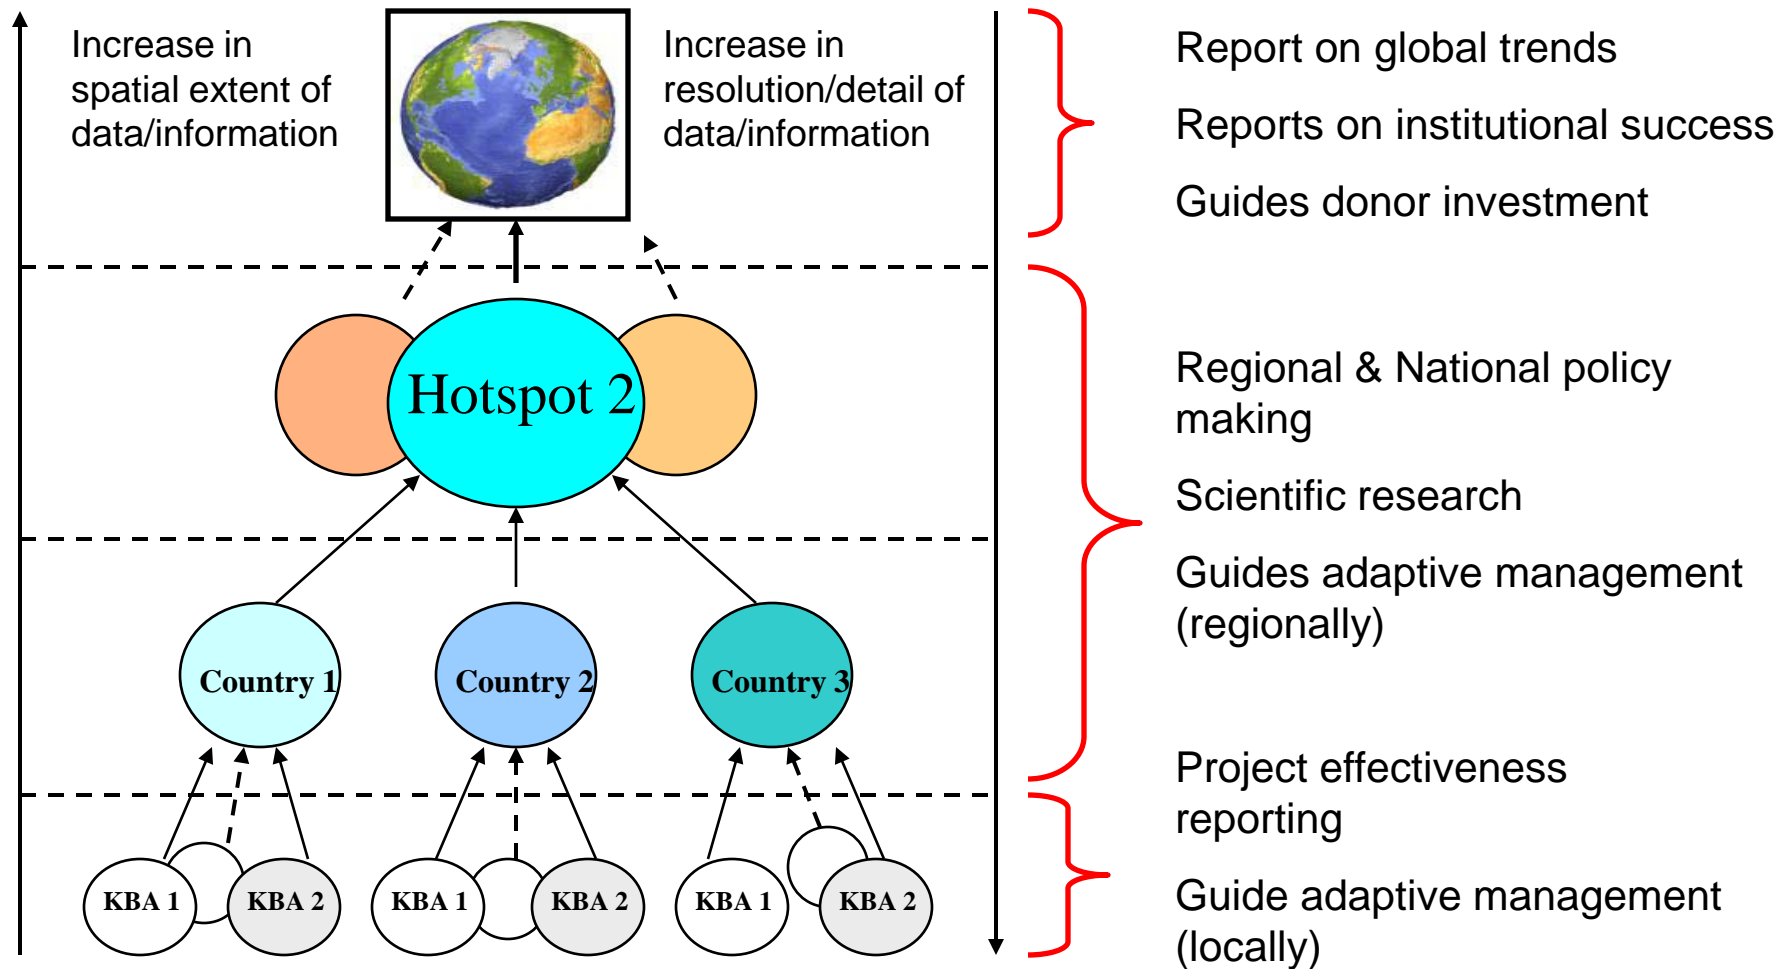 Increase in
spatial extent of
data/information
Increase in
resolution/detail of
data/information
Report on global trends
Reports on institutional success
Guides donor investment
Hotspot 2
Regional & National policy
making
Scientific research
Guides adaptive management
(regionally)
Country 1
Country 2
Country 3
Project effectiveness
reporting
KBA 1
KBA 2
KBA 1
KBA 2
KBA 1
KBA 2
Guide adaptive management
(locally)